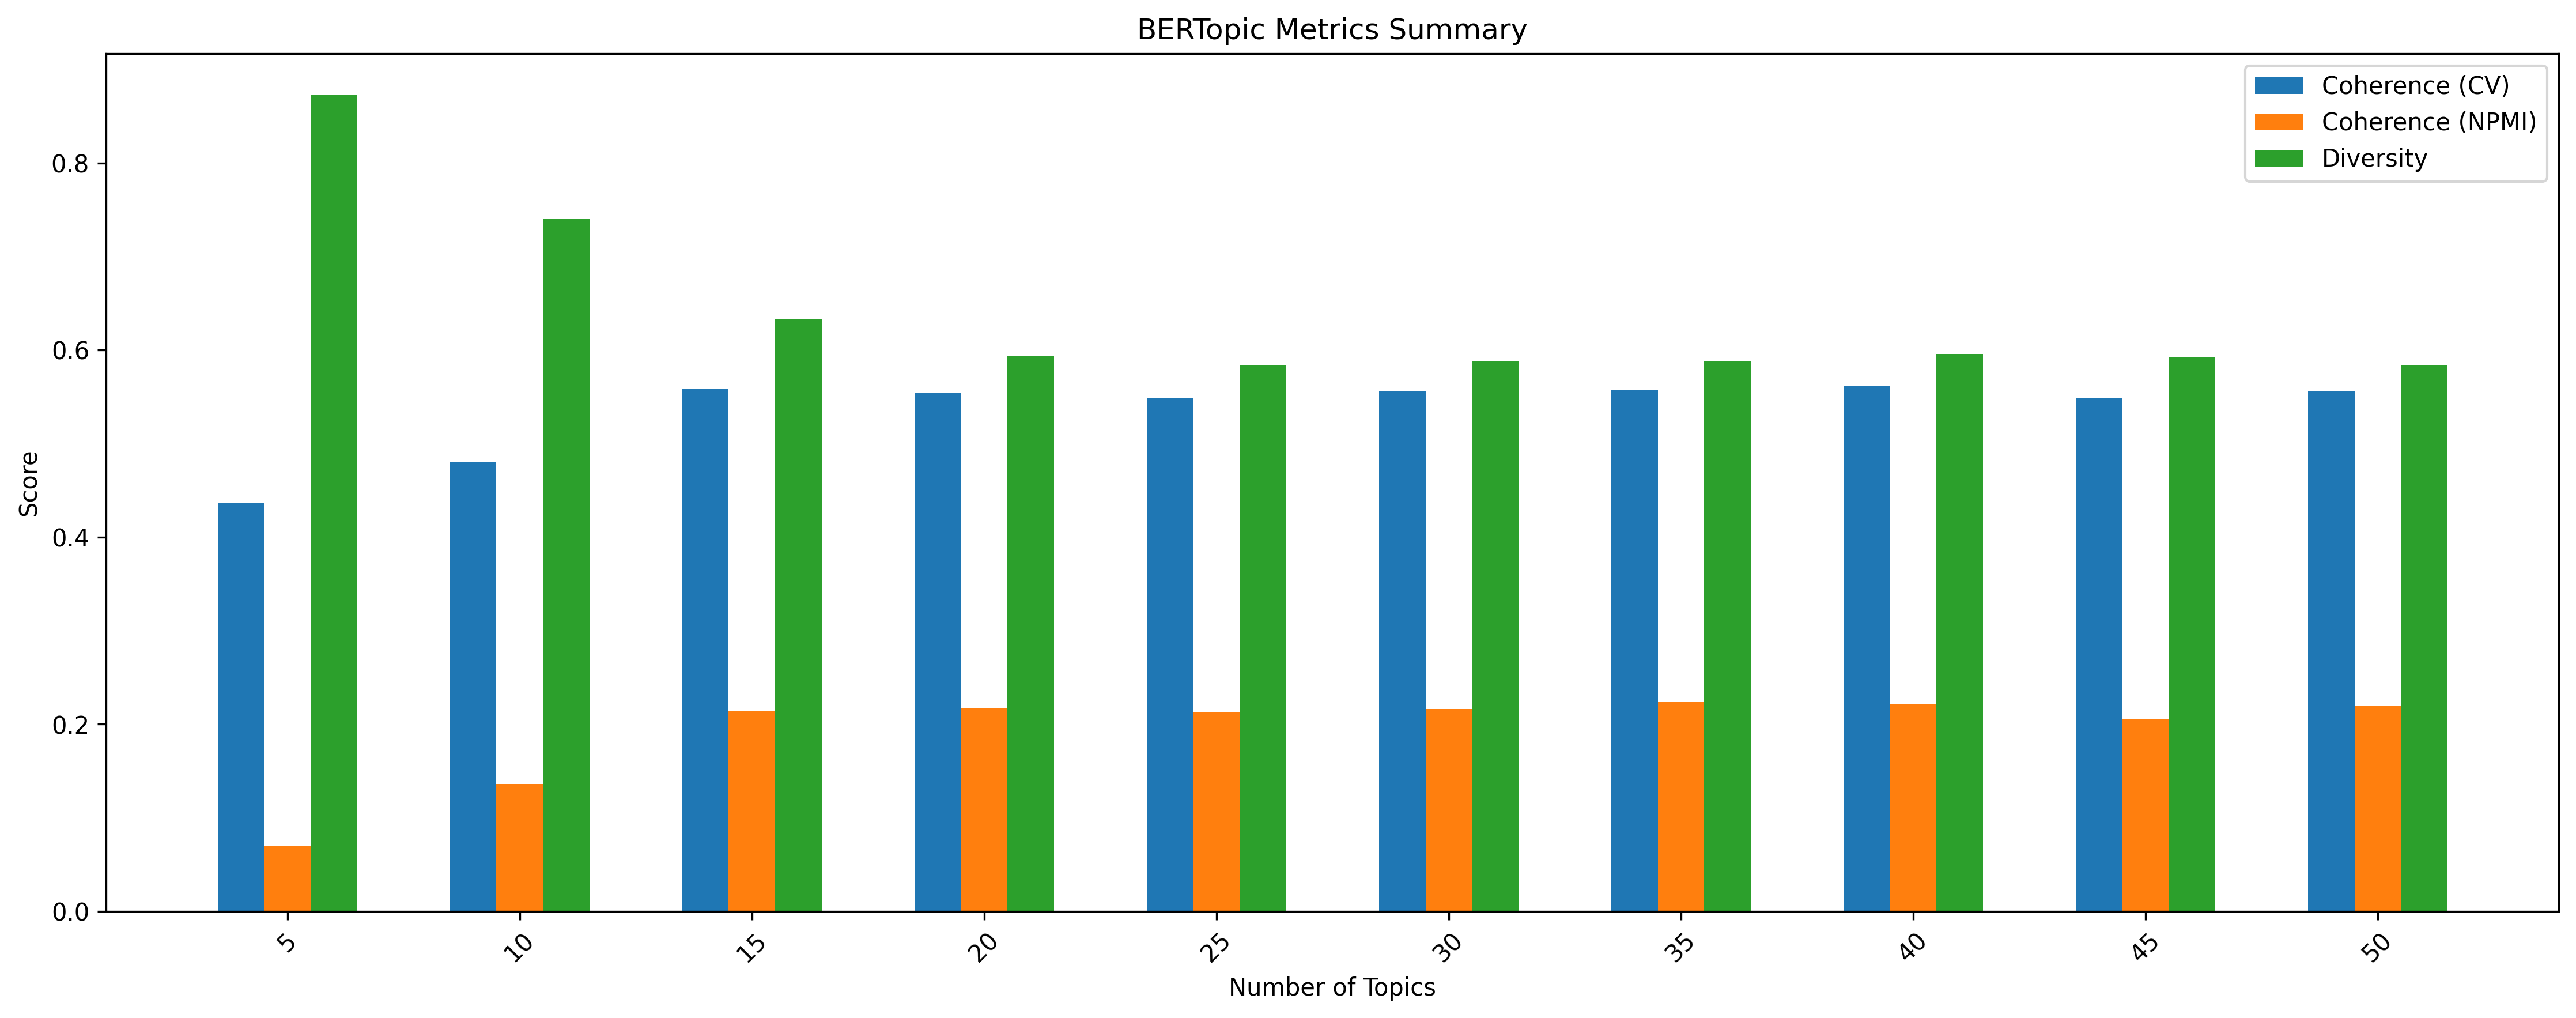 BERTopic Metrics Summary
Coherence (CV)
Coherence (NPMI)
Diversity
Score
0.8
0.6
0.4
0.2
0.0
5
10
15
20
25
30
35
40
45
50
Number of Topics